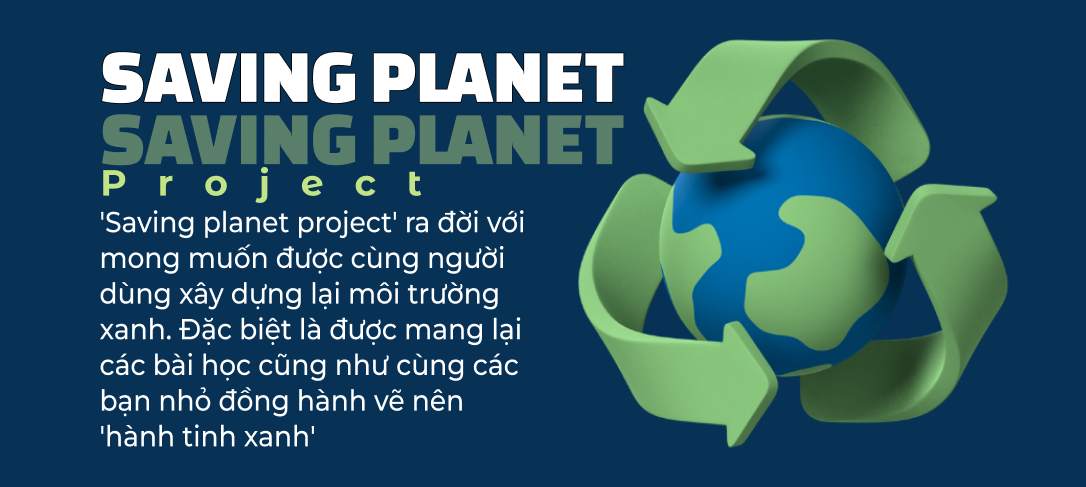 SAVING PLANET
SAVING PLANET
Project
'Saving planet project' ra đời với
mong muốn được cùng người
dùng xây dựng lại môi trường
xanh. Đặc biệt là được mang lại
các bài học cũng như cùng các
bạn nhỏ đồng hành vẽ nên
'hành tinh xanh'